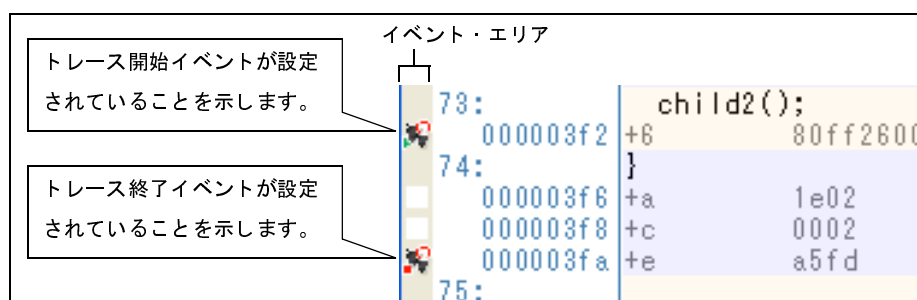 イベント・エリア
トレース開始イベントが設定
されていることを示します。
73:    child2();
000003f2 +6    80ff2600
74:    }
トレース終了イベントが設定
されていることを示します。
000003f6 +a    1e02
000003f8 +c    0002
000003fa +e    a5fd
75: